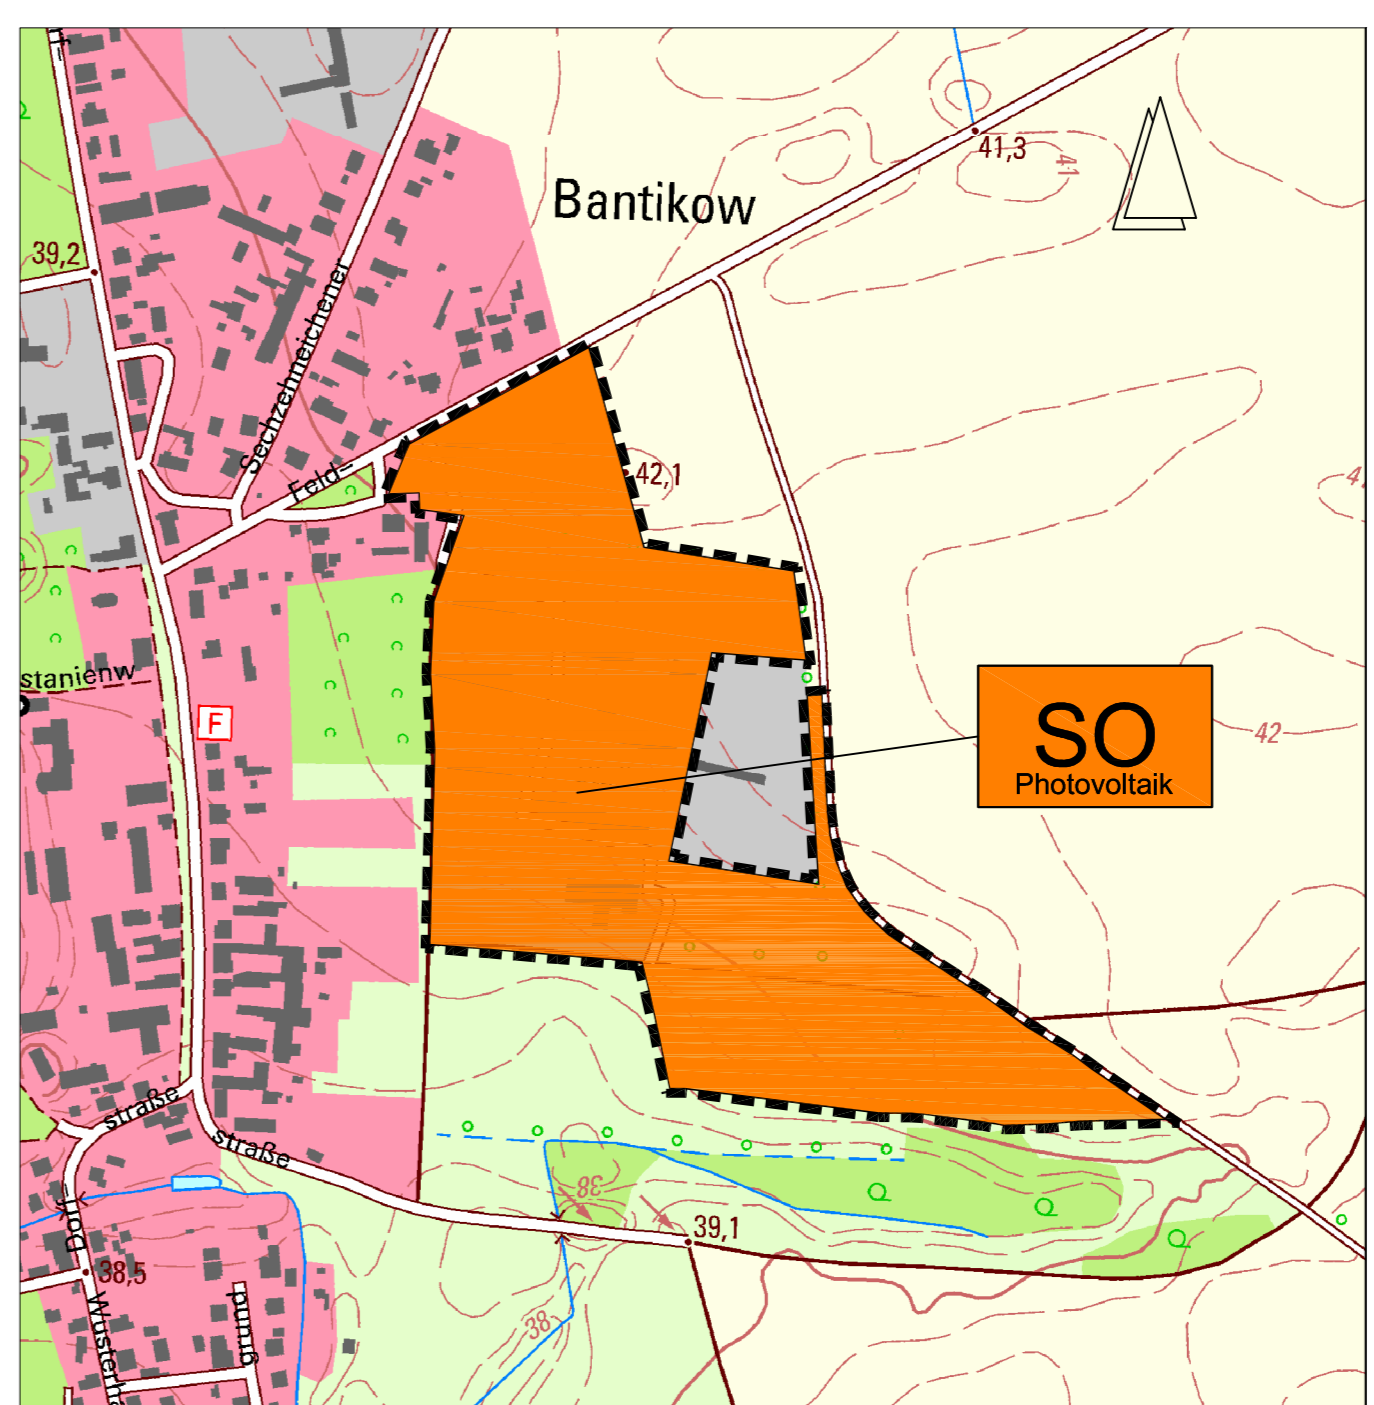 41,3
41
Bantikow
39,2
Sechzehneichener
Feld-
42,1
stanienw
F
SO
Photovoltaik
42
straße
straße
38
39,1
Dorf
38,5
38
Wusterh
grund